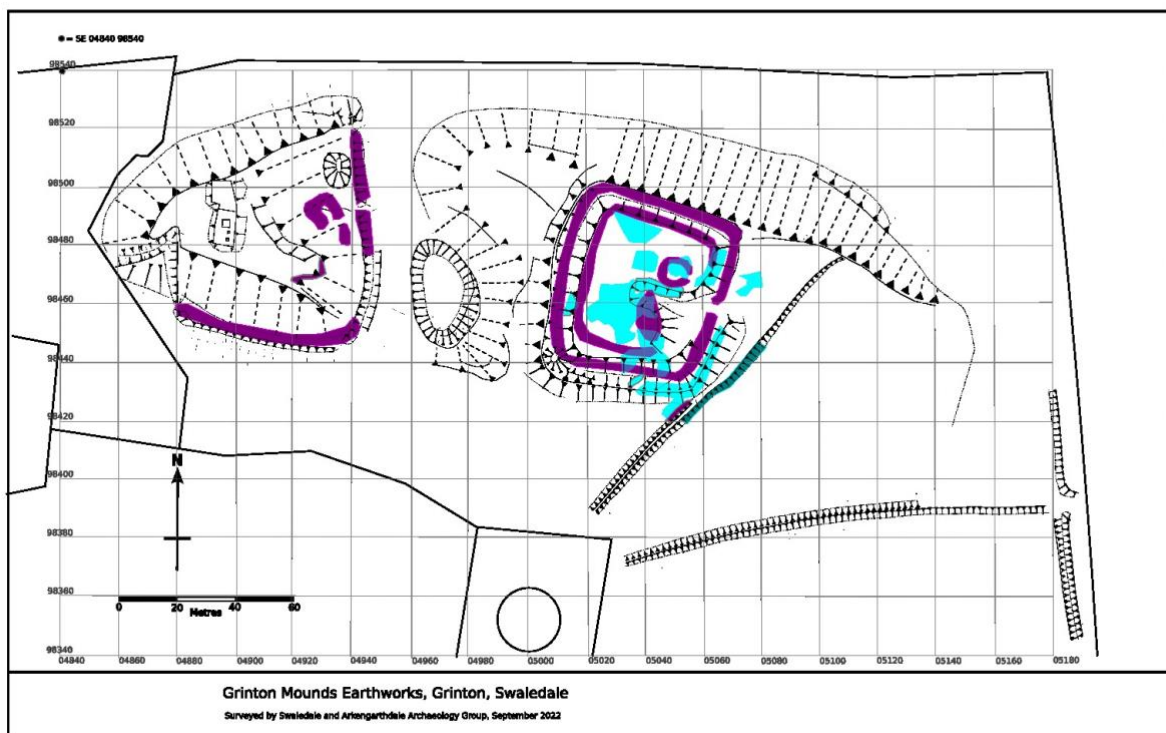 ✱ = SE 04840 98540
98540
98520
98500
98480
98460
98440
98420
98400
98380
98360
98340
N
0 20 40 60
Metres
04840 04860 04880 04900 04920 04940 04960 04980 05000 05020 05040 05060 05080 05100 05120 05140 05160 05180
Grinton Mounds Earthworks, Grinton, Swaledale
Surveyed by Swaledale and Arkengarthdale Archaeology Group, September 2022